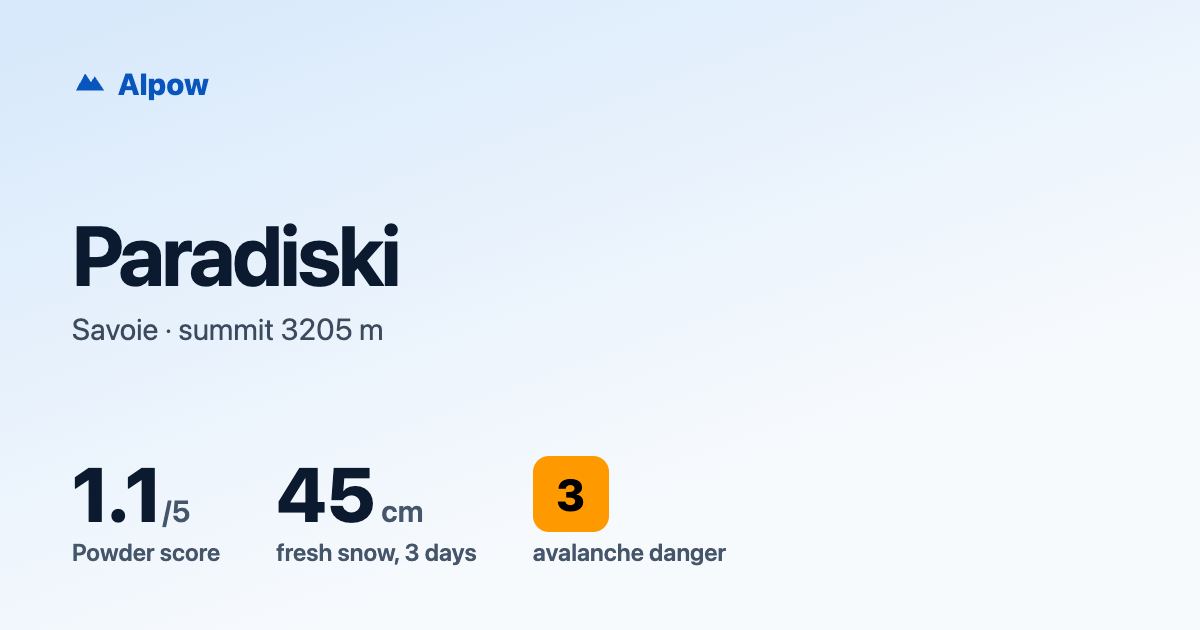 Alpow
Paradiski
Savoie · summit 3205 m
1.1/5
Powder score
45 cm
fresh snow, 3 days
3
avalanche danger